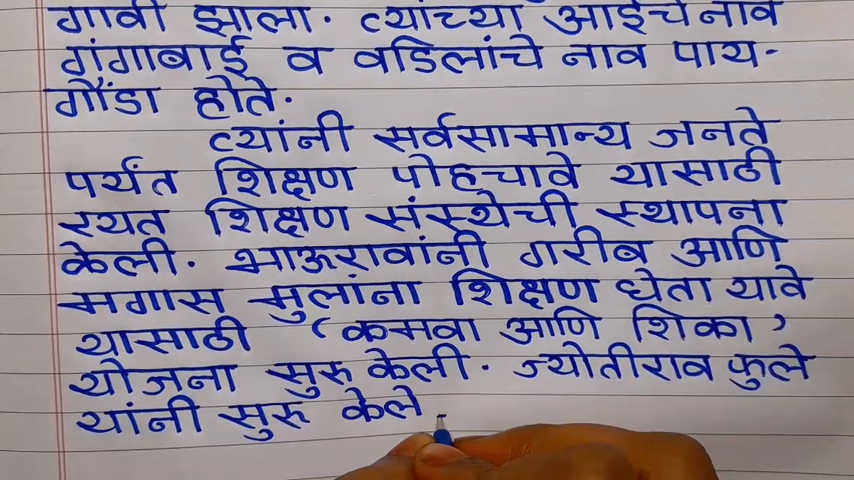 गावी झाला. त्यांच्या आईचे नाव
गंगाबाई व वडिलांचे नाव पाय-
गौंडा होते.
त्यांनी सर्वसामान्य जनते
पर्यंत शिक्षण पोहचावे यासाठी
रयत शिक्षण संस्थेची स्थापना
केली. भाऊरावांनी गरीब आणि
मगास मुलांना शिक्षण घेता यावे
यासाठी 'कमवा आणि शिका'
योजना सुरु केली. ज्योतीराव फुले
यांनी सुरु केले